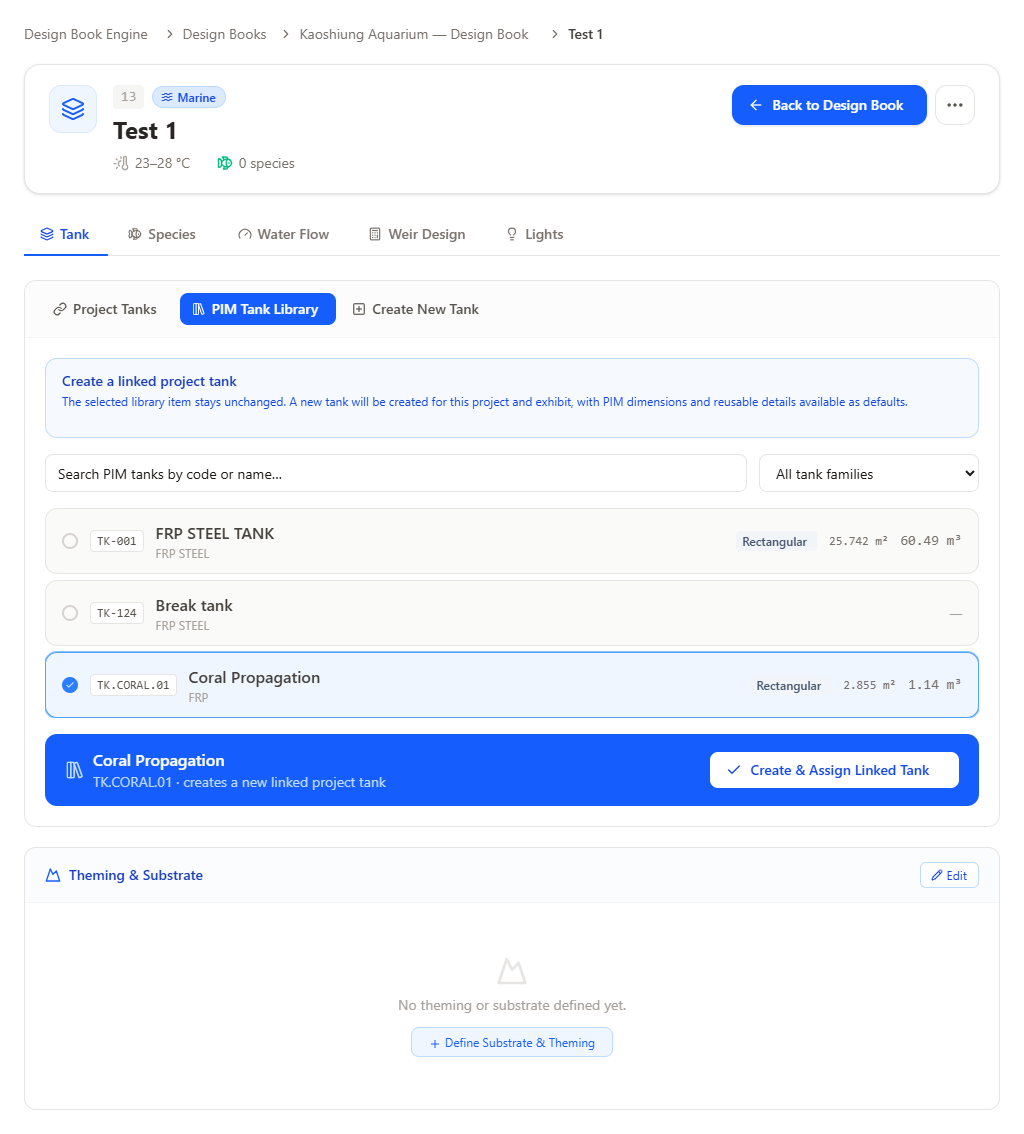 Design Book Engine > Design Books > Kaoshiung Aquarium — Design Book > Test 1
13 Marine
Test 1
23–28 °C 0 species
Back to Design Book
Tank Species Water Flow Weir Design Lights
Project Tanks PIM Tank Library Create New Tank
Create a linked project tank
The selected library item stays unchanged. A new tank will be created for this project and exhibit, with PIM dimensions and reusable details available as defaults.
Search PIM tanks by code or name... All tank families
TK-001 FRP STEEL TANK Rectangular 25.742 m² 60.49 m³
FRP STEEL
TK-124 Break tank —
FRP STEEL
TK.CORAL.01 Coral Propagation Rectangular 2.855 m² 1.14 m³
FRP
Coral Propagation
TK.CORAL.01 · creates a new linked project tank
Create & Assign Linked Tank
Theming & Substrate Edit
No theming or substrate defined yet.
+ Define Substrate & Theming